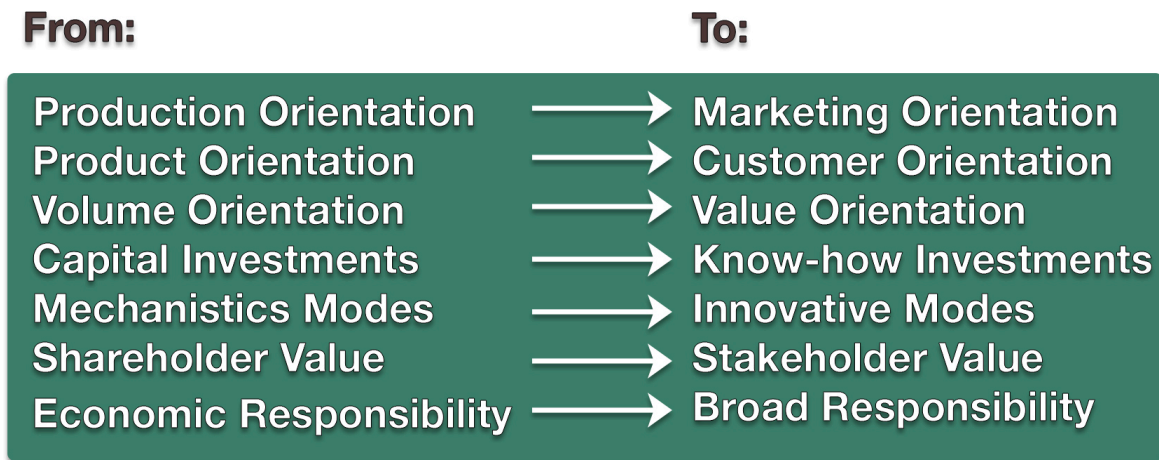 From: To:
Production Orientation Marketing Orientation
Product Orientation Customer Orientation
Volume Orientation Value Orientation
Capital Investments Know-how Investments
Mechanistics Modes Innovative Modes
Shareholder Value Stakeholder Value
Economic Responsibility Broad Responsibility